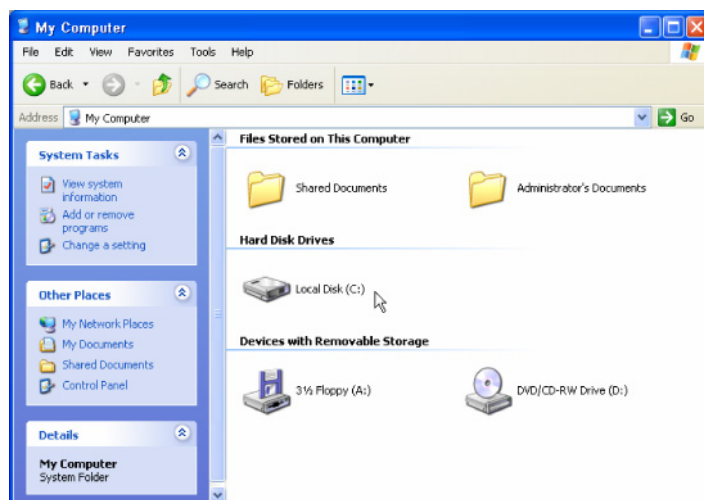 My Computer
File Edit View Favorites Tools Help
Back Search Folders
Address My Computer Go
System Tasks
View system
information
Add or remove
programs
Change a setting
Other Places
My Network Places
My Documents
Shared Documents
Control Panel
Details
My Computer
System Folder
Files Stored on This Computer
Shared Documents Administrator's Documents
Hard Disk Drives
Local Disk (C:)
Devices with Removable Storage
3½ Floppy (A:) DVD/CD-RW Drive (D:)